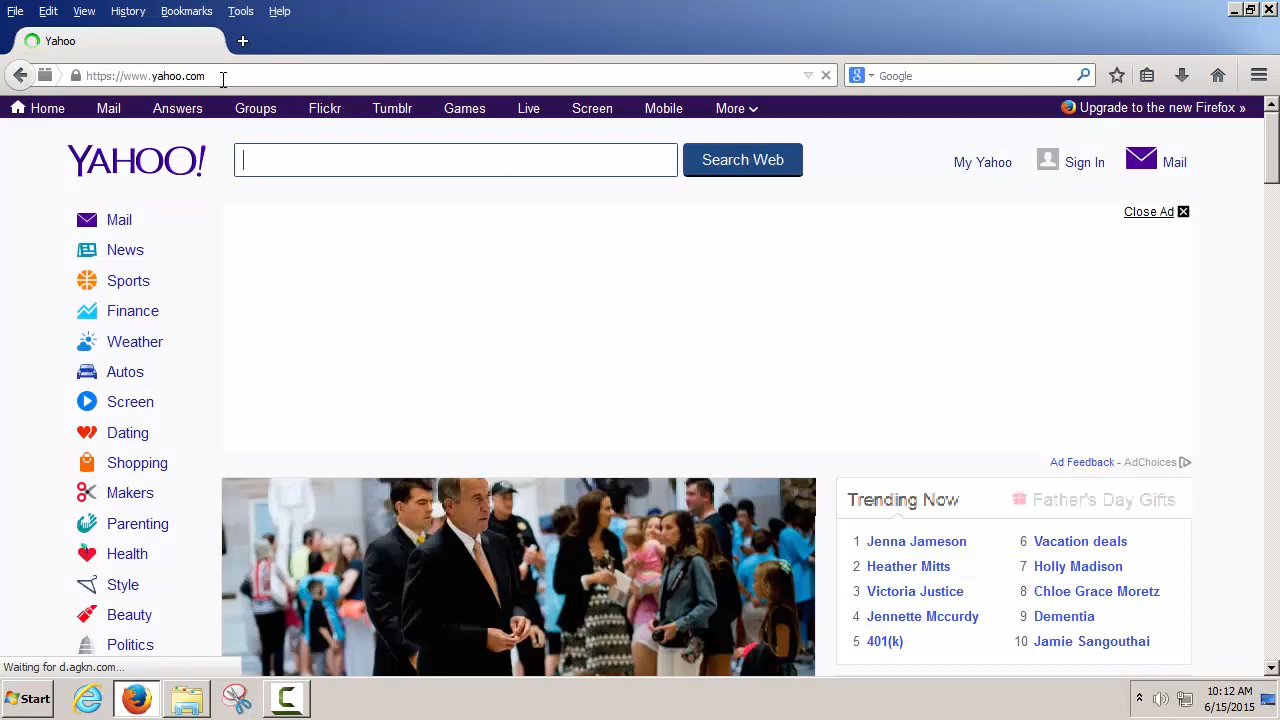 File Edit View History Bookmarks Tools Help
Yahoo
https://www.yahoo.com
Google
Home Mail Answers Groups Flickr Tumblr Games Live Screen Mobile More Upgrade to the new Firefox »
YAHOO! Search Web My Yahoo Sign In Mail
Close Ad
Mail
News
Sports
Finance
Weather
Autos
Screen
Dating
Shopping
Makers
Parenting
Health
Style
Beauty
Politics
Ad Feedback - AdChoices
Trending Now Father's Day Gifts
1 Jenna Jameson
2 Heather Mitts
3 Victoria Justice
4 Jennette Mccurdy
5 401(k)
6 Vacation deals
7 Holly Madison
8 Chloe Grace Moretz
9 Dementia
10 Jamie Sangouthai
Waiting for d.agkn.com...
Start
10:12 AM
6/15/2015